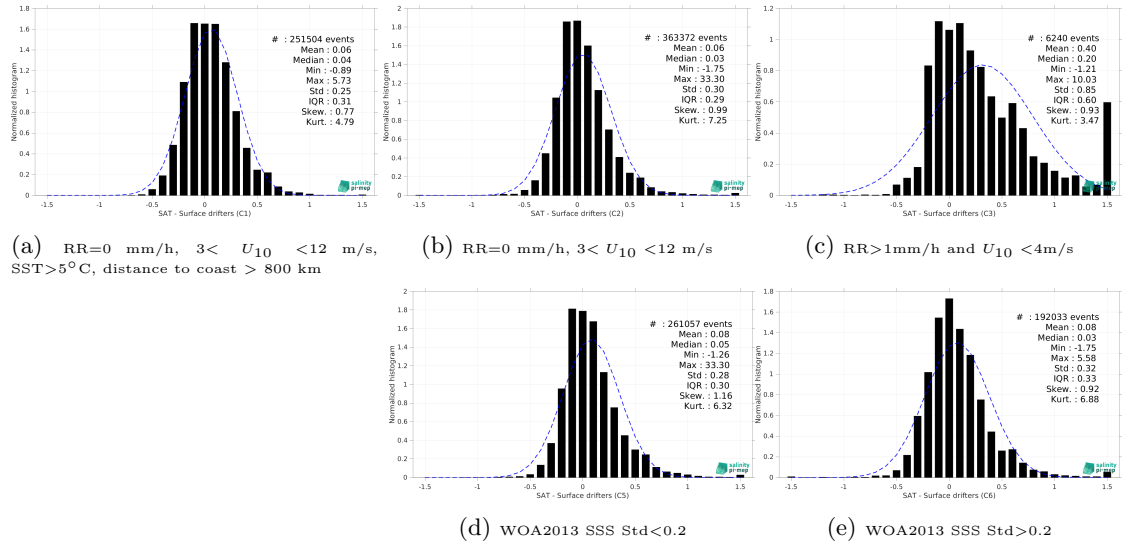 Normalized histogram
1.8
1.6
1.4
1.2
1
0.8
0.6
0.4
0.2
0
-1.5 -1 -0.5 0 0.5 1 1.5
SAT - Surface drifters (C1)
# : 251504 events
Mean : 0.06
Median : 0.04
Min : -0.89
Max : 5.73
Std : 0.25
IQR : 0.31
Skew. : 0.77
Kurt. : 4.79
salinity
pi-mep
(a) RR=0 mm/h, 3< U10 <12 m/s,
SST>5°C, distance to coast > 800 km
Normalized histogram
2
1.8
1.6
1.4
1.2
1
0.8
0.6
0.4
0.2
0
-1.5 -1 -0.5 0 0.5 1 1.5
SAT - Surface drifters (C2)
# : 363372 events
Mean : 0.06
Median : 0.03
Min : -1.75
Max : 33.30
Std : 0.30
IQR : 0.29
Skew. : 0.99
Kurt. : 7.25
salinity
pi-mep
(b) RR=0 mm/h, 3< U10 <12 m/s
Normalized histogram
1.2
1
0.8
0.6
0.4
0.2
0
-1.5 -1 -0.5 0 0.5 1 1.5
SAT - Surface drifters (C3)
# : 6240 events
Mean : 0.40
Median : 0.20
Min : -1.21
Max : 10.03
Std : 0.85
IQR : 0.60
Skew. : 0.93
Kurt. : 3.47
salinity
pi-mep
(c) RR>1mm/h and U10 <4m/s
Normalized histogram
2
1.8
1.6
1.4
1.2
1
0.8
0.6
0.4
0.2
0
-1.5 -1 -0.5 0 0.5 1 1.5
SAT - Surface drifters (C5)
# : 261057 events
Mean : 0.08
Median : 0.05
Min : -1.26
Max : 33.30
Std : 0.28
IQR : 0.30
Skew. : 1.16
Kurt. : 6.32
salinity
pi-mep
(d) WOA2013 SSS Std<0.2
Normalized histogram
1.8
1.6
1.4
1.2
1
0.8
0.6
0.4
0.2
0
-1.5 -1 -0.5 0 0.5 1 1.5
SAT - Surface drifters (C6)
# : 192033 events
Mean : 0.08
Median : 0.03
Min : -1.75
Max : 5.58
Std : 0.32
IQR : 0.33
Skew. : 0.92
Kurt. : 6.88
salinity
pi-mep
(e) WOA2013 SSS Std>0.2